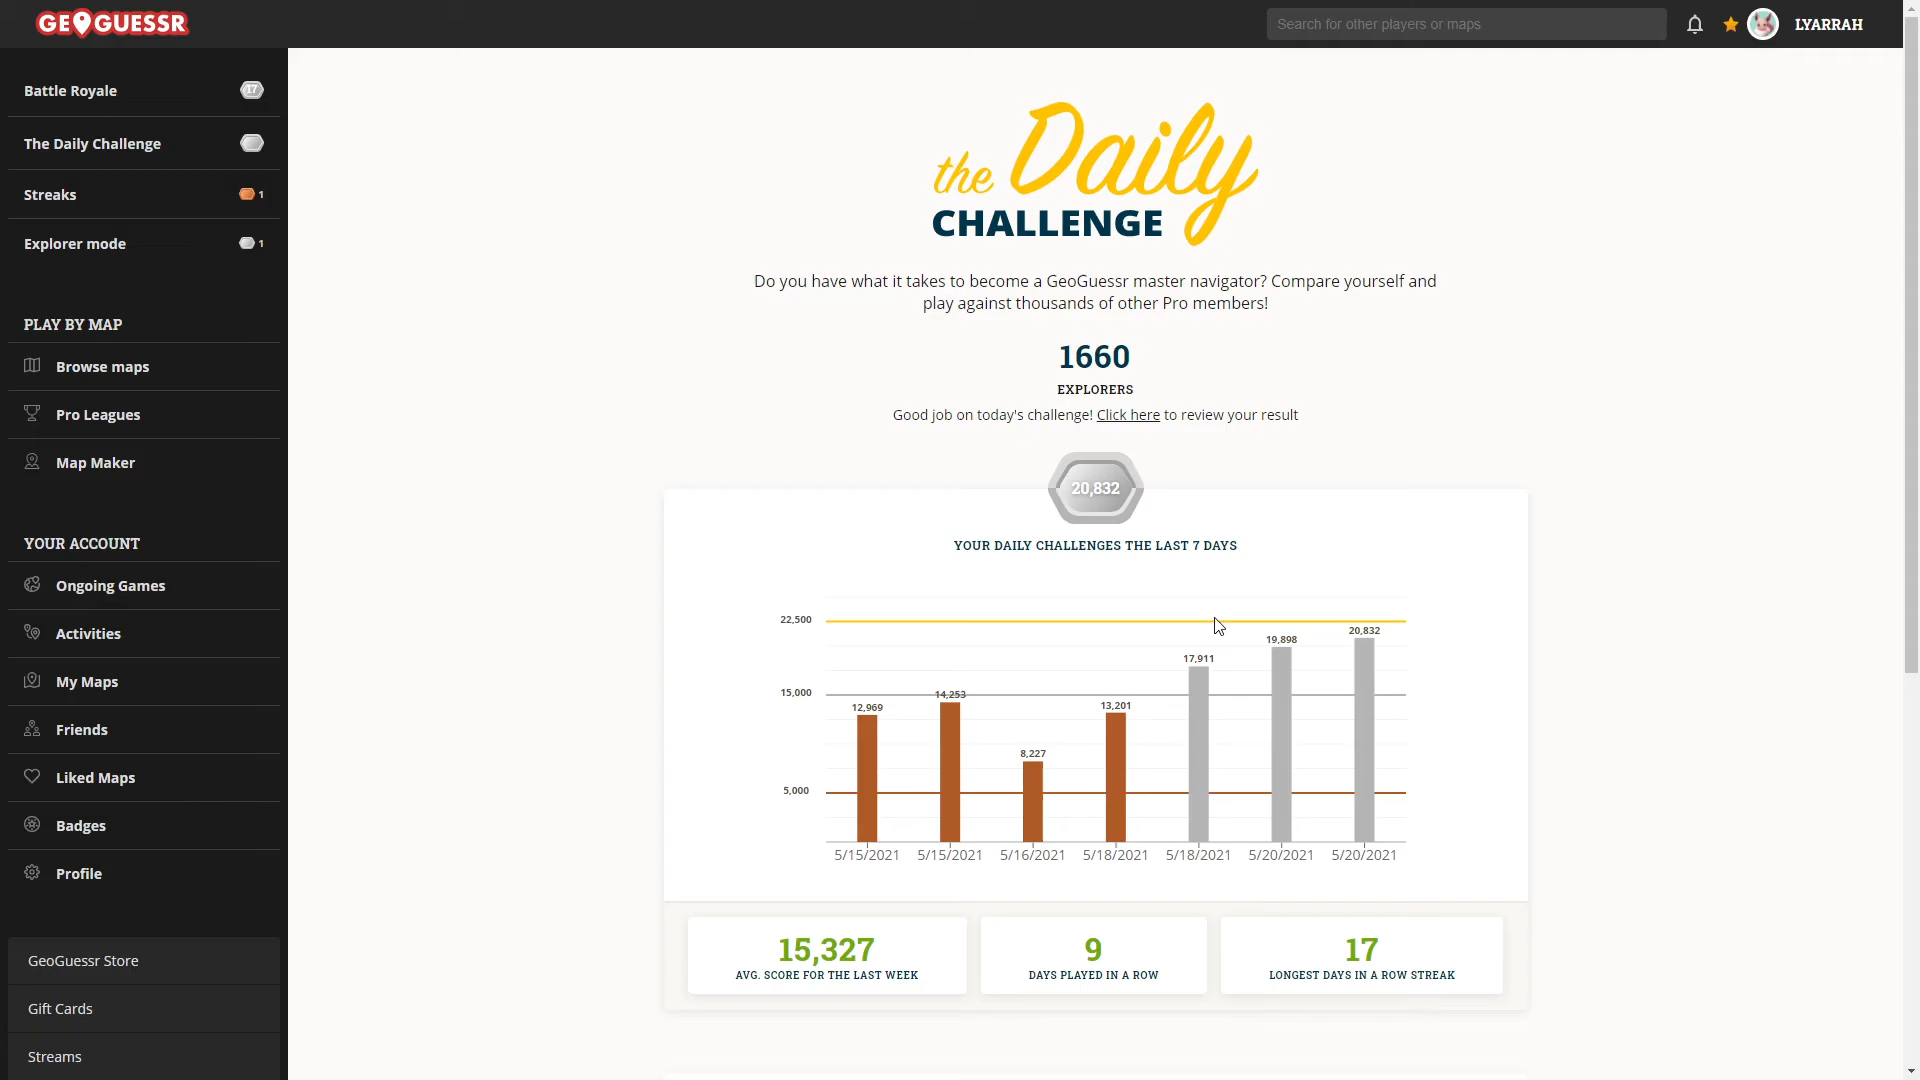 GEOGUESSR
Search for other players or maps
LYARRAH
Battle Royale
17
The Daily Challenge
Streaks
1
Explorer mode
1
PLAY BY MAP
Browse maps
Pro Leagues
Map Maker
YOUR ACCOUNT
Ongoing Games
Activities
My Maps
Friends
Liked Maps
Badges
Profile
GeoGuessr Store
Gift Cards
Streams
the Daily
CHALLENGE
Do you have what it takes to become a GeoGuessr master navigator? Compare yourself and
play against thousands of other Pro members!
1660
EXPLORERS
Good job on today's challenge! Click here to review your result
20,832
YOUR DAILY CHALLENGES THE LAST 7 DAYS
22,500
15,000
5,000
12,969
14,253
8,227
13,201
17,911
19,898
20,832
5/15/2021 5/15/2021 5/16/2021 5/18/2021 5/18/2021 5/20/2021 5/20/2021
15,327
AVG. SCORE FOR THE LAST WEEK
9
DAYS PLAYED IN A ROW
17
LONGEST DAYS IN A ROW STREAK